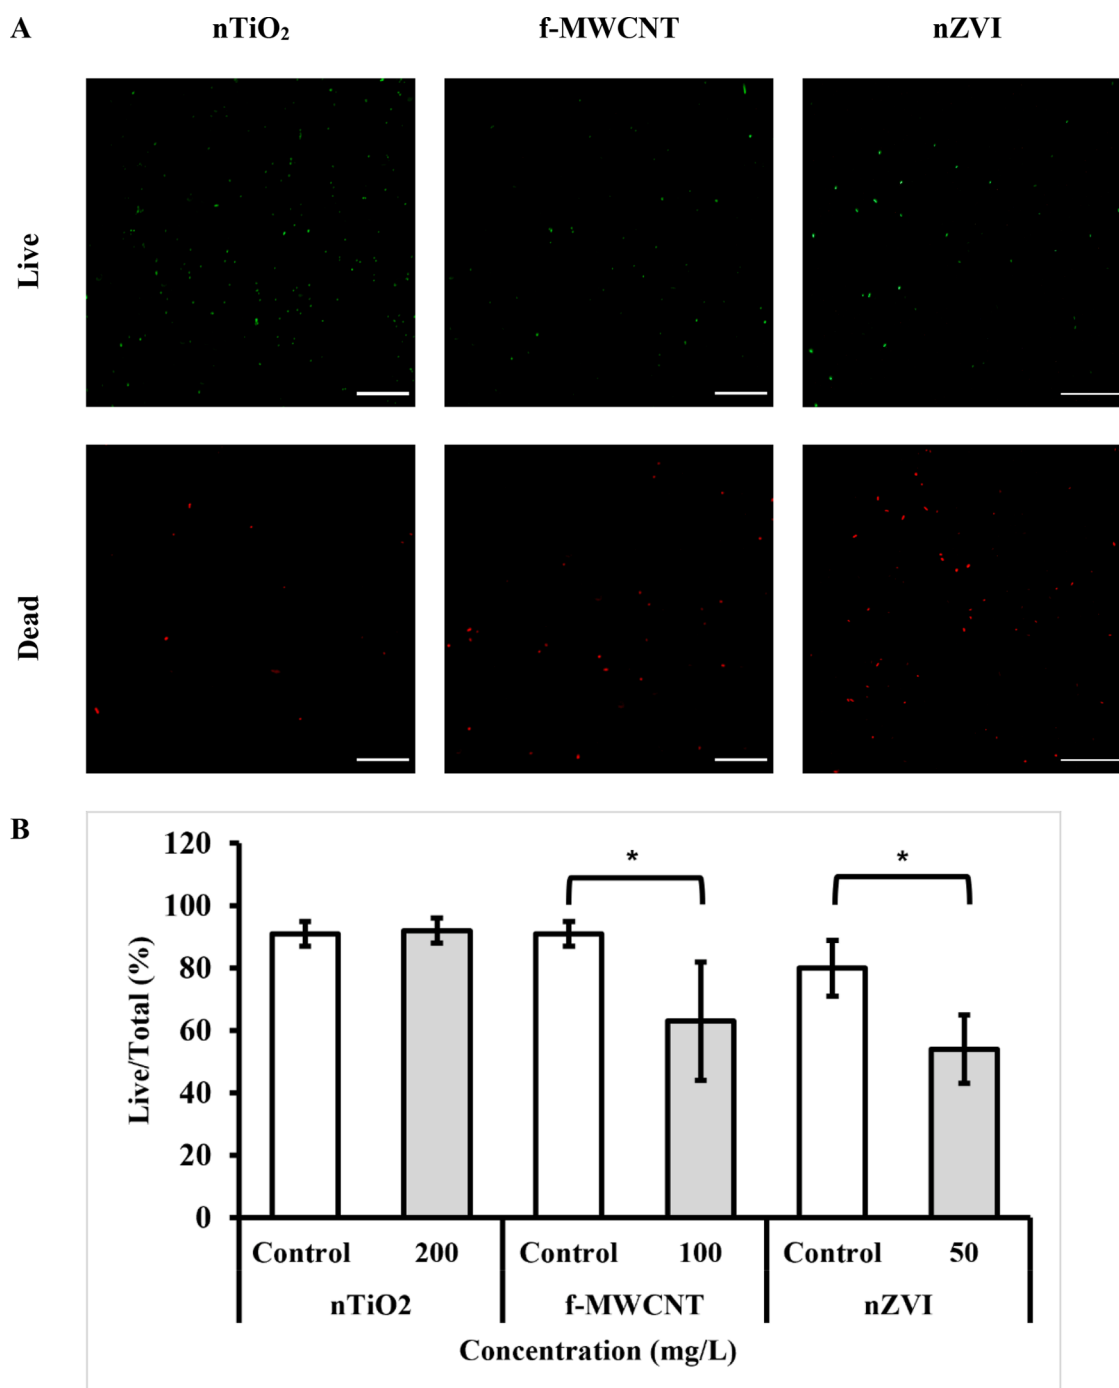 A
nTiO₂ f-MWCNT nZVI
Live
Dead
B
120
100
80
60
40
20
0
Live/Total (%)
* *
Control 200 Control 100 Control 50
nTiO2 f-MWCNT nZVI
Concentration (mg/L)